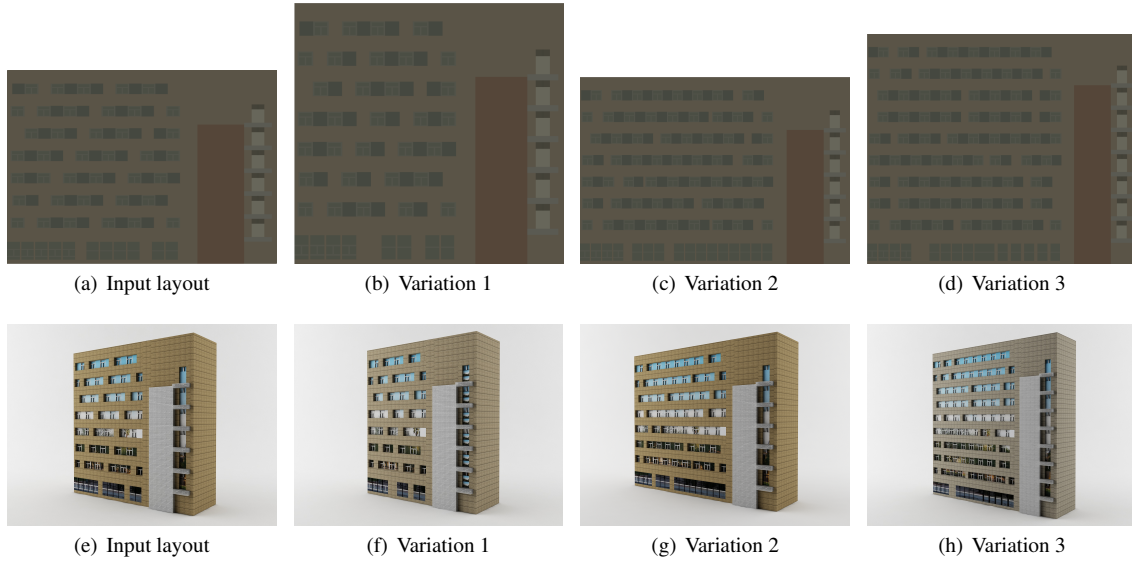 (a) Input layout
(b) Variation 1
(c) Variation 2
(d) Variation 3
(e) Input layout
(f) Variation 1
(g) Variation 2
(h) Variation 3